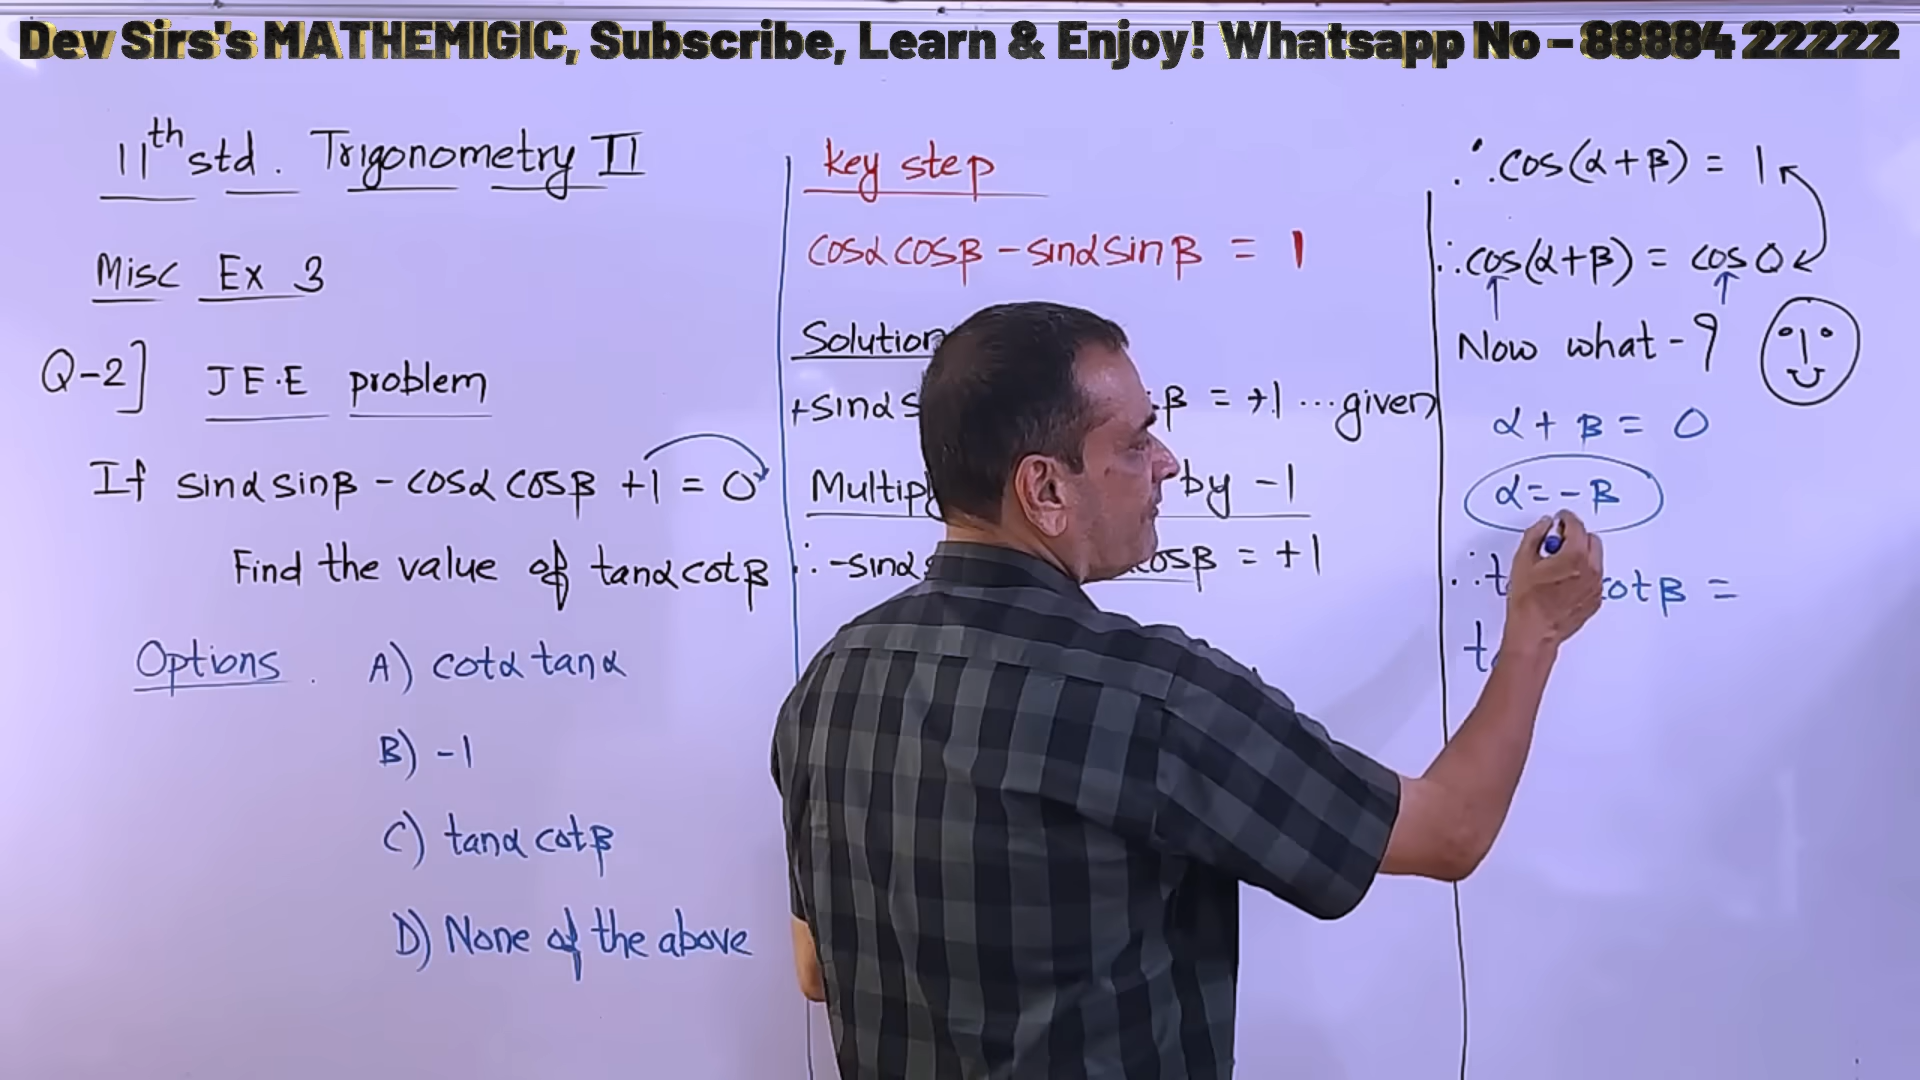 Dev Sirs's MATHEMIGIC, Subscribe, Learn & Enjoy! Whatsapp No - 88884 22222
11th std. Trigonometry II
Misc Ex 3
Q-2] J.E.E problem
If sinα sinβ - cosα cosβ + 1 = 0
Find the value of tanα cotβ
Options. A) cotα tanα
B) -1
C) tanα cotβ
D) None of the above
key step
cosα cosβ - sinα sinβ = 1
Solution
+sinα β = +1 ...given
by -1
∴ -sinα cosβ = +1
∴ cos(α+β) = 1
∴ cos(α+β) = cos 0
Now what - ?
α + β = 0
α = -β
∴ cotβ =